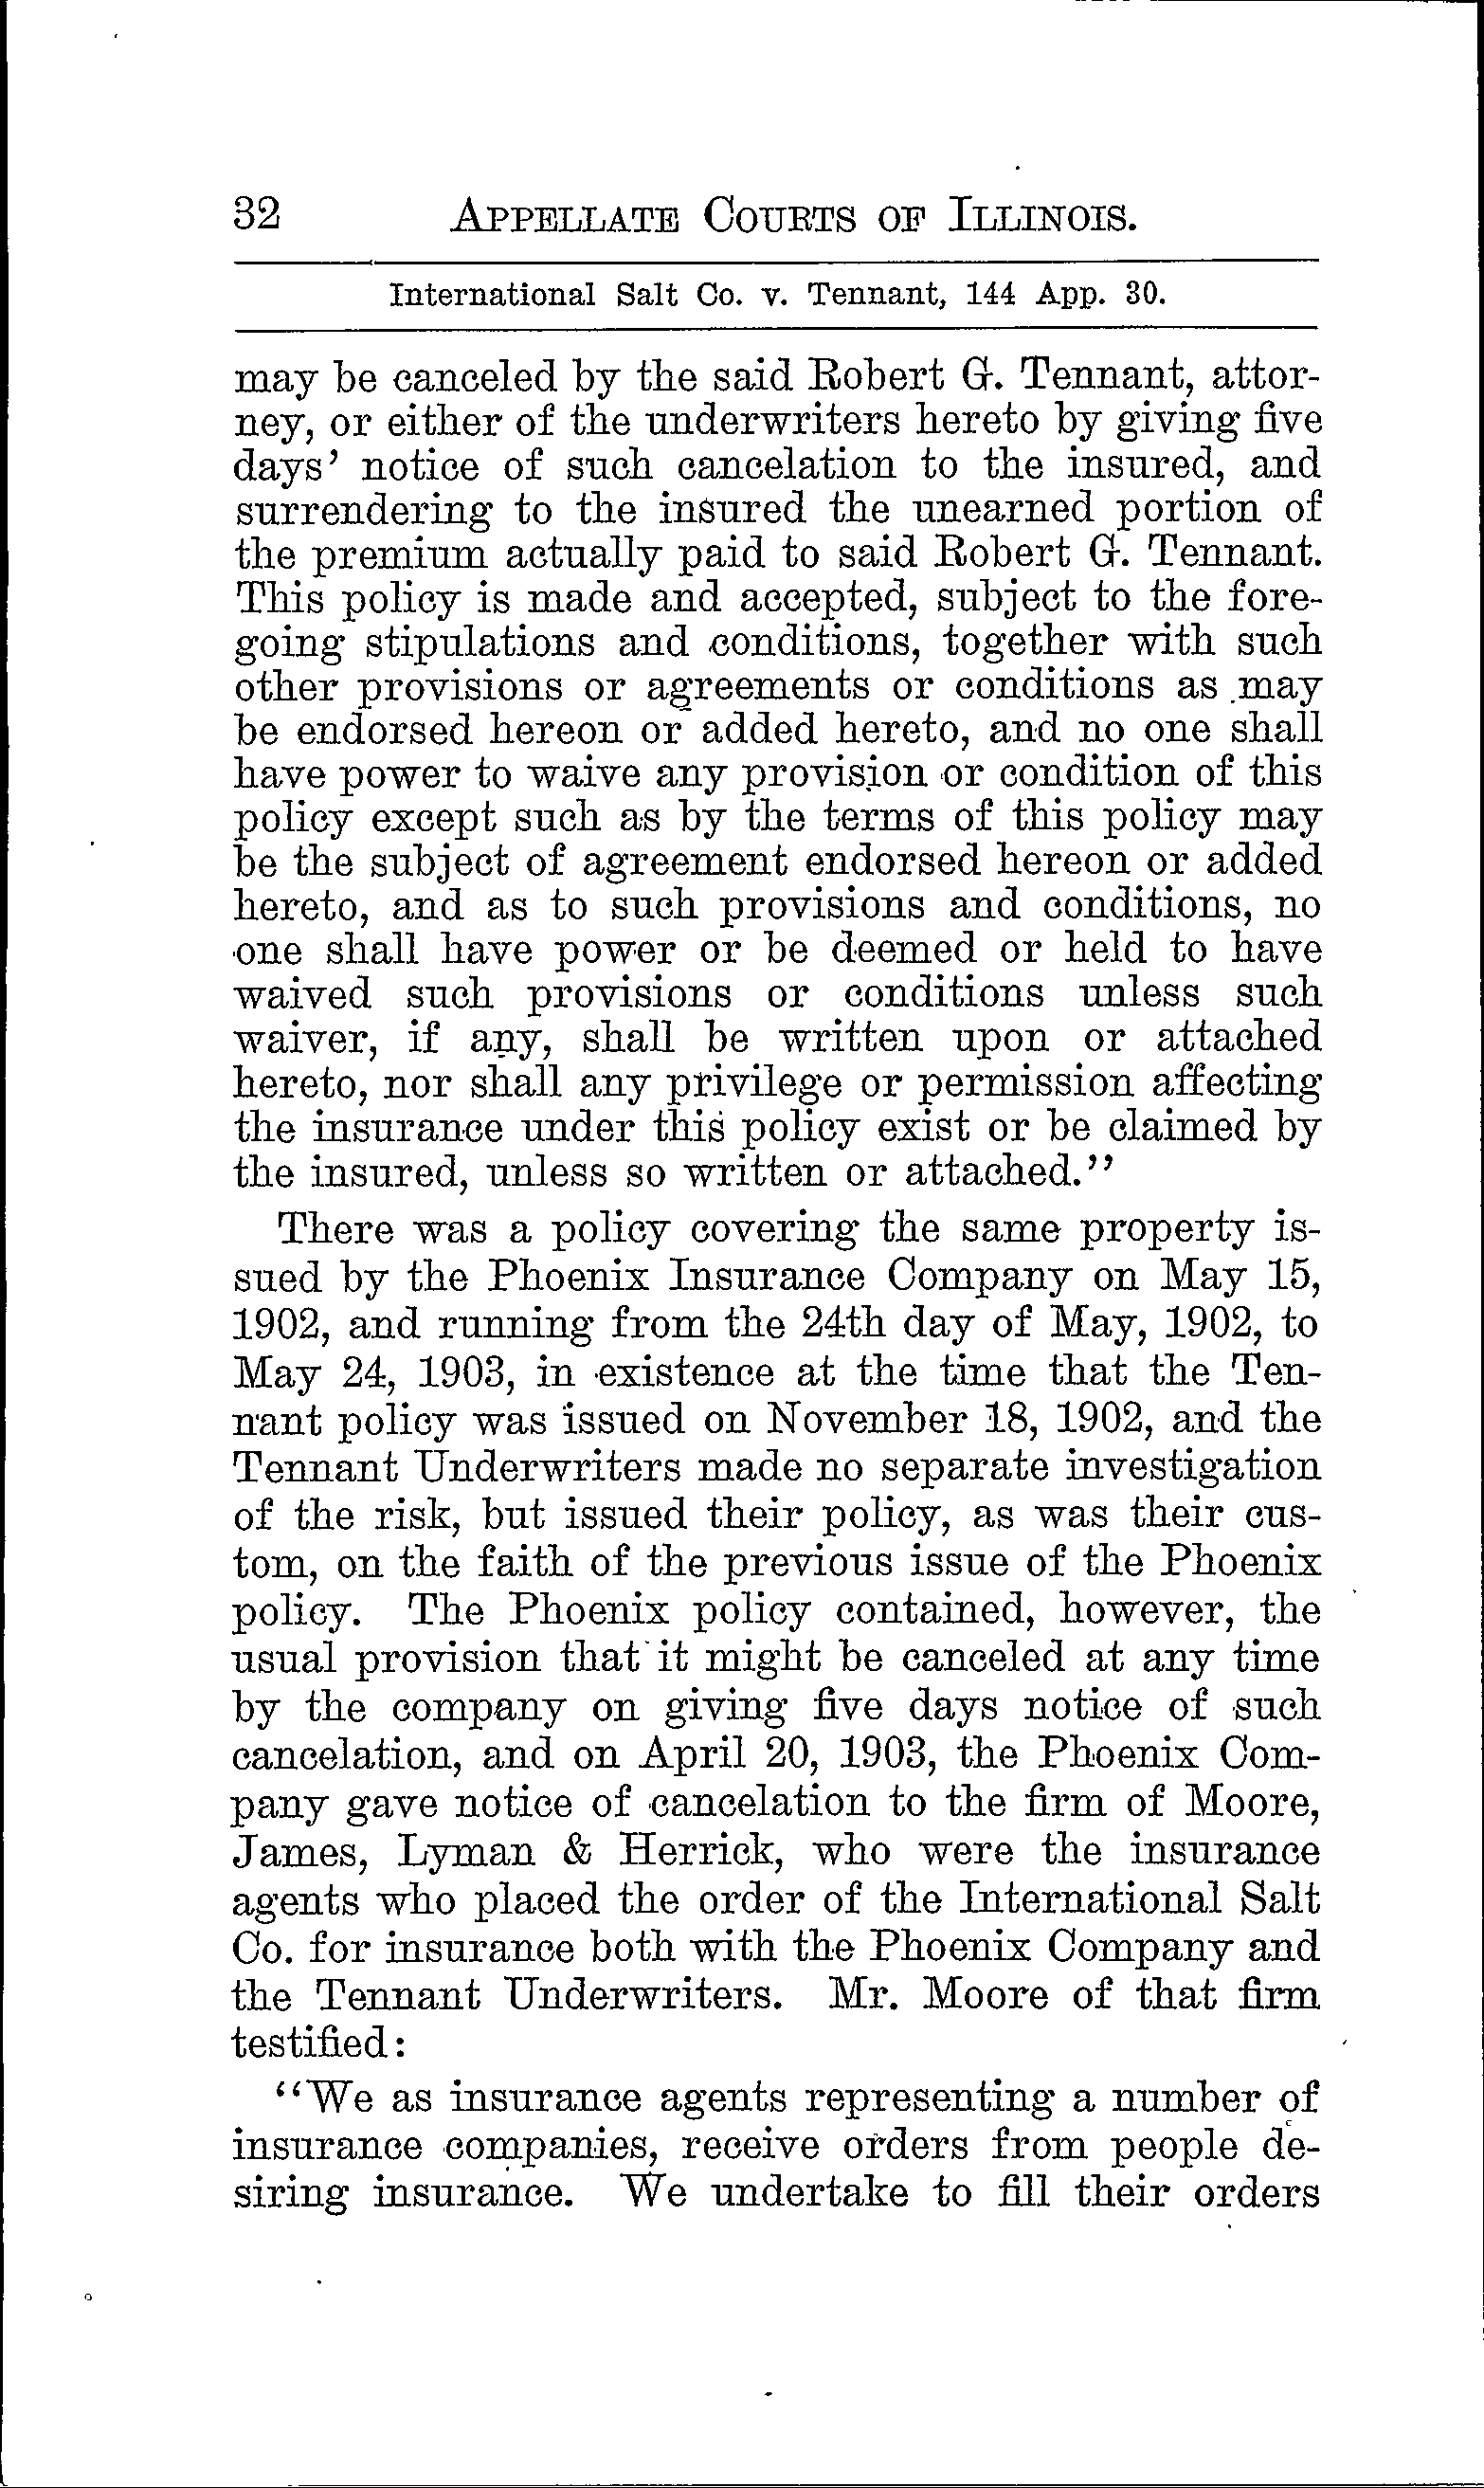 32 APPELLATE COURTS OF ILLINOIS.
International Salt Co. v. Tennant, 144 App. 30.
may be canceled by the said Robert G. Tennant, attor-
ney, or either of the underwriters hereto by giving five
days' notice of such cancelation to the insured, and
surrendering to the insured the unearned portion of
the premium actually paid to said Robert G. Tennant.
This policy is made and accepted, subject to the fore-
going stipulations and conditions, together with such
other provisions or agreements or conditions as may
be endorsed hereon or added hereto, and no one shall
have power to waive any provision or condition of this
policy except such as by the terms of this policy may
be the subject of agreement endorsed hereon or added
hereto, and as to such provisions and conditions, no
one shall have power or be deemed or held to have
waived such provisions or conditions unless such
waiver, if any, shall be written upon or attached
hereto, nor shall any privilege or permission affecting
the insurance under this policy exist or be claimed by
the insured, unless so written or attached."
There was a policy covering the same property is-
sued by the Phoenix Insurance Company on May 15,
1902, and running from the 24th day of May, 1902, to
May 24, 1903, in existence at the time that the Ten-
nant policy was issued on November 18, 1902, and the
Tennant Underwriters made no separate investigation
of the risk, but issued their policy, as was their cus-
tom, on the faith of the previous issue of the Phoenix
policy. The Phoenix policy contained, however, the
usual provision that it might be canceled at any time
by the company on giving five days notice of such
cancelation, and on April 20, 1903, the Phoenix Com-
pany gave notice of cancelation to the firm of Moore,
James, Lyman & Herrick, who were the insurance
agents who placed the order of the International Salt
Co. for insurance both with the Phoenix Company and
the Tennant Underwriters. Mr. Moore of that firm
testified:
"We as insurance agents representing a number of
insurance companies, receive orders from people de-
siring insurance. We undertake to fill their orders